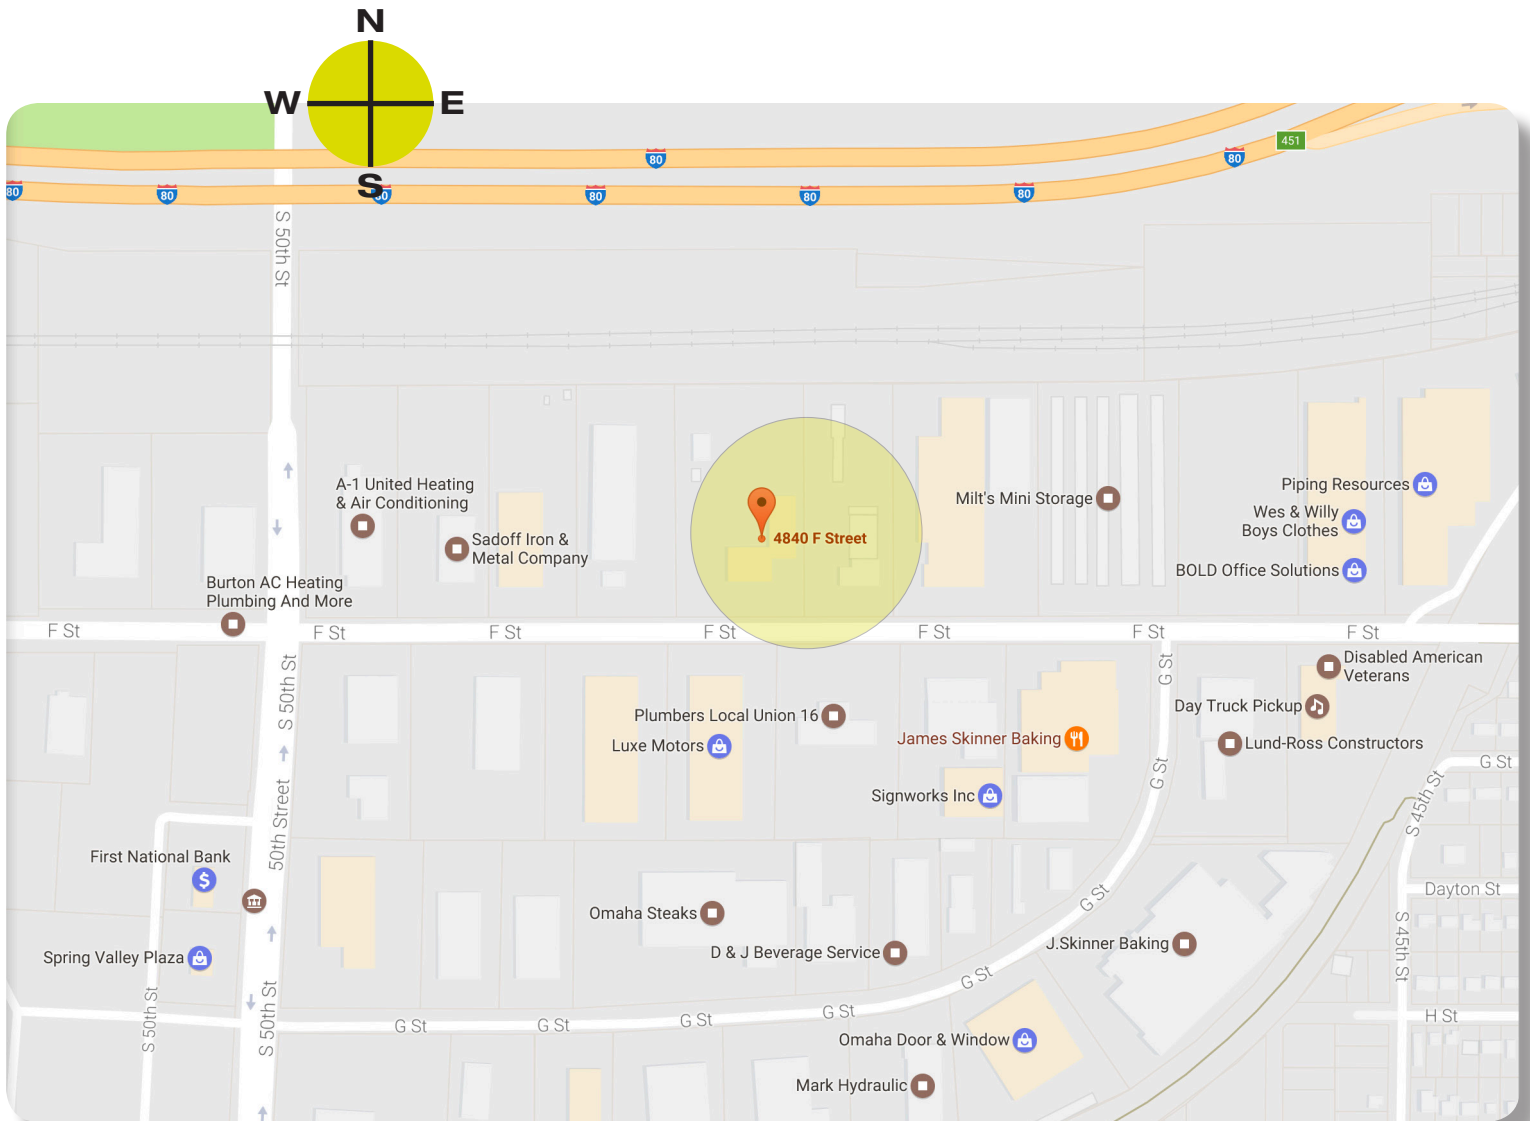 N
W
E
S
451
80
80
80
80
80
80
80
80
S 50th St
A-1 United Heating
& Air Conditioning
Sadoff Iron &
Metal Company
Burton AC Heating
Plumbing And More
4840 F Street
Milt's Mini Storage
Piping Resources
Wes & Willy
Boys Clothes
BOLD Office Solutions
F St
F St
F St
F St
F St
F St
F St
S 50th St
G St
Disabled American
Veterans
Plumbers Local Union 16
Day Truck Pickup
Luxe Motors
James Skinner Baking
Lund-Ross Constructors
G St
G St
Signworks Inc
S 45th St
50th Street
First National Bank
$
Dayton St
G St
Omaha Steaks
D & J Beverage Service
J.Skinner Baking
S 45th St
Spring Valley Plaza
G St
S 50th St
S 50th St
G St
G St
G St
G St
H St
Omaha Door & Window
Mark Hydraulic